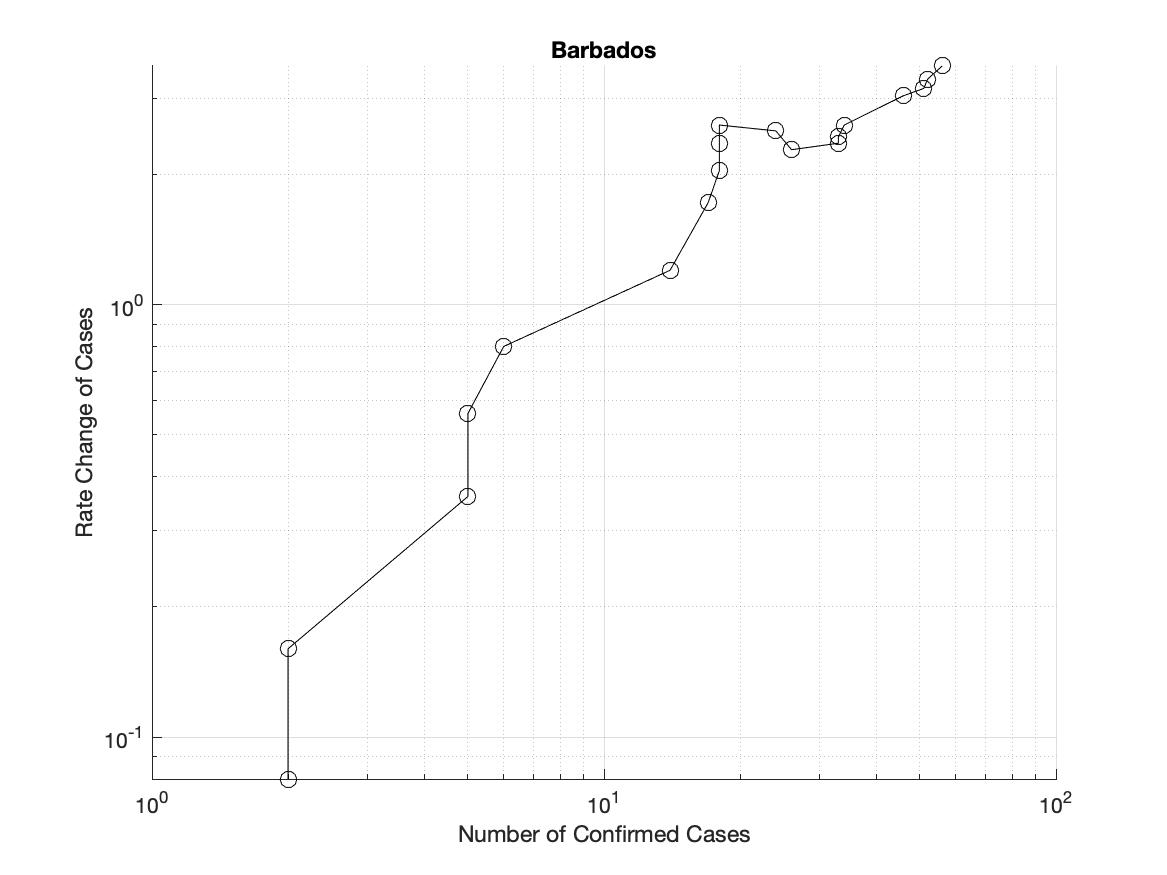 Barbados
Rate Change of Cases
10^0
10^-1
10^0
10^1
10^2
Number of Confirmed Cases